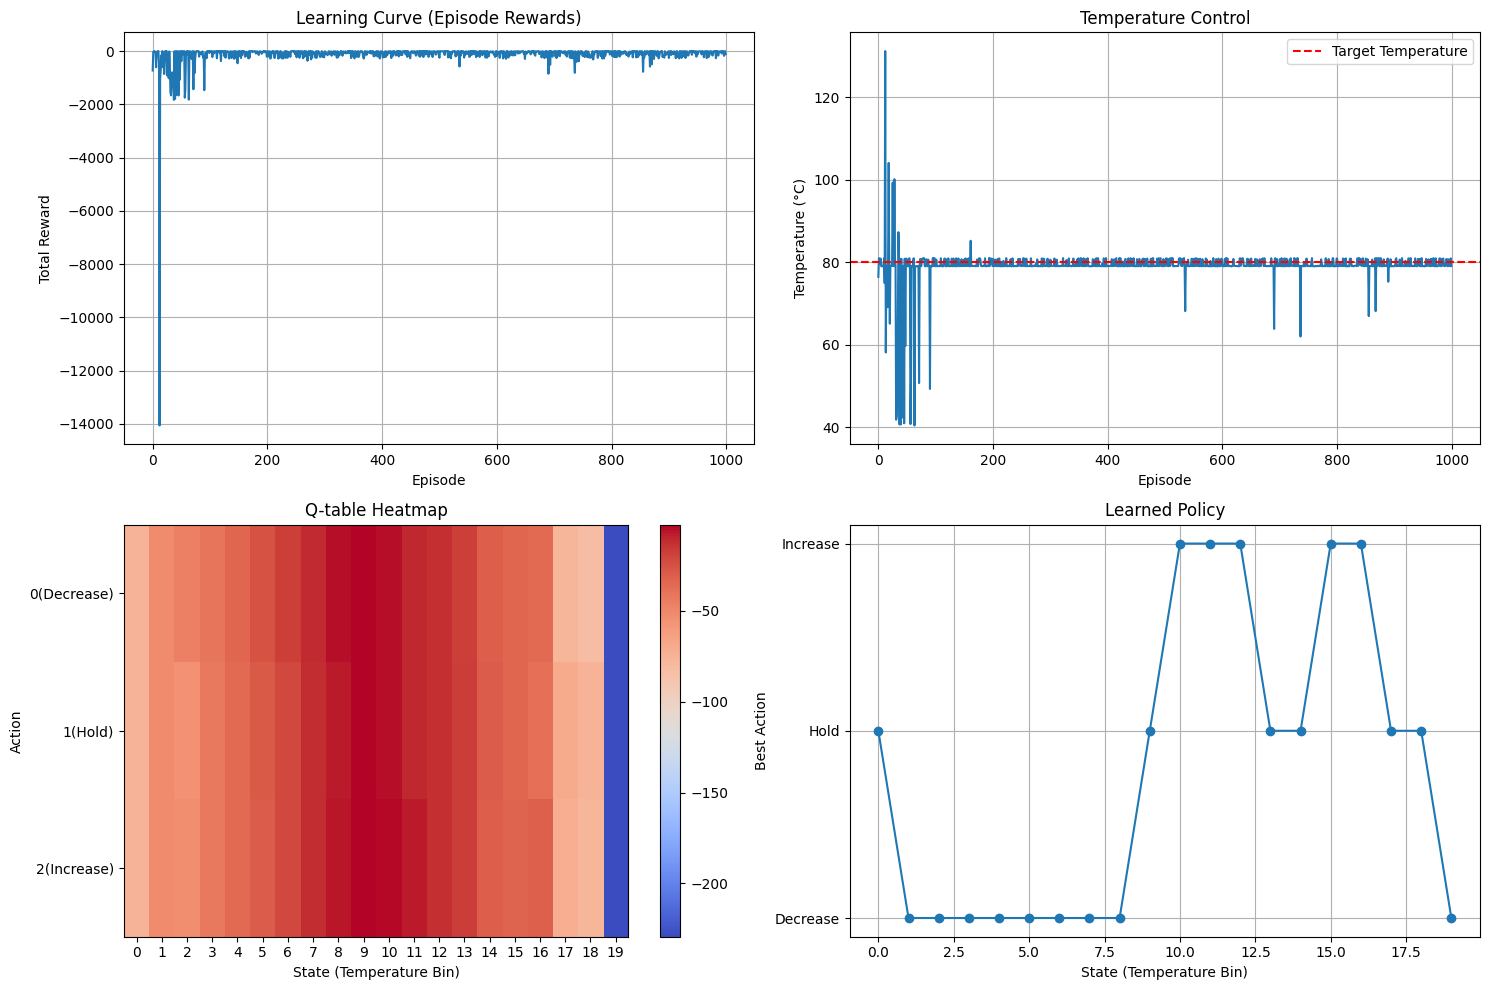 Learning Curve (Episode Rewards)
0
−2000
−4000
−6000
−8000
−10000
−12000
−14000
Total Reward
0 200 400 600 800 1000
Episode
Temperature Control
Target Temperature
120
100
80
60
40
Temperature (°C)
0 200 400 600 800 1000
Episode
Q-table Heatmap
0(Decrease)
1(Hold)
2(Increase)
Action
0 1 2 3 4 5 6 7 8 9 10 11 12 13 14 15 16 17 18 19
State (Temperature Bin)
−50
−100
−150
−200
Learned Policy
Increase
Hold
Decrease
Best Action
0.0 2.5 5.0 7.5 10.0 12.5 15.0 17.5
State (Temperature Bin)